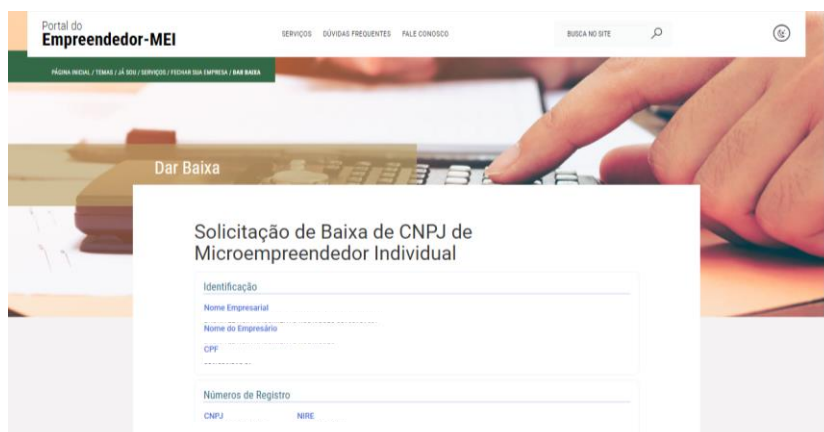 Portal do
Empreendedor-MEI
SERVIÇOS DÚVIDAS FREQUENTES FALE CONOSCO
BUSCA NO SITE
PÁGINA INICIAL / TEMAS / JÁ SOU / SERVIÇOS / FECHAR SUA EMPRESA / DAR BAIXA
Dar Baixa
Solicitação de Baixa de CNPJ de
Microempreendedor Individual
Identificação
Nome Empresarial
Nome do Empresário
CPF
Números de Registro
CNPJ NIRE